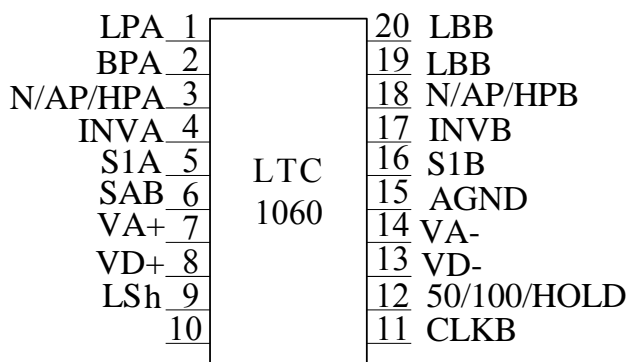 LPA 1 20 LBB
BPA 2 19 LBB
N/AP/HPA 3 18 N/AP/HPB
INVA 4 17 INVB
S1A 5 16 S1B
SAB 6 15 AGND
VA+ 7 14 VA-
VD+ 8 13 VD-
LSh 9 12 50/100/HOLD
10 11 CLKB
LTC
1060